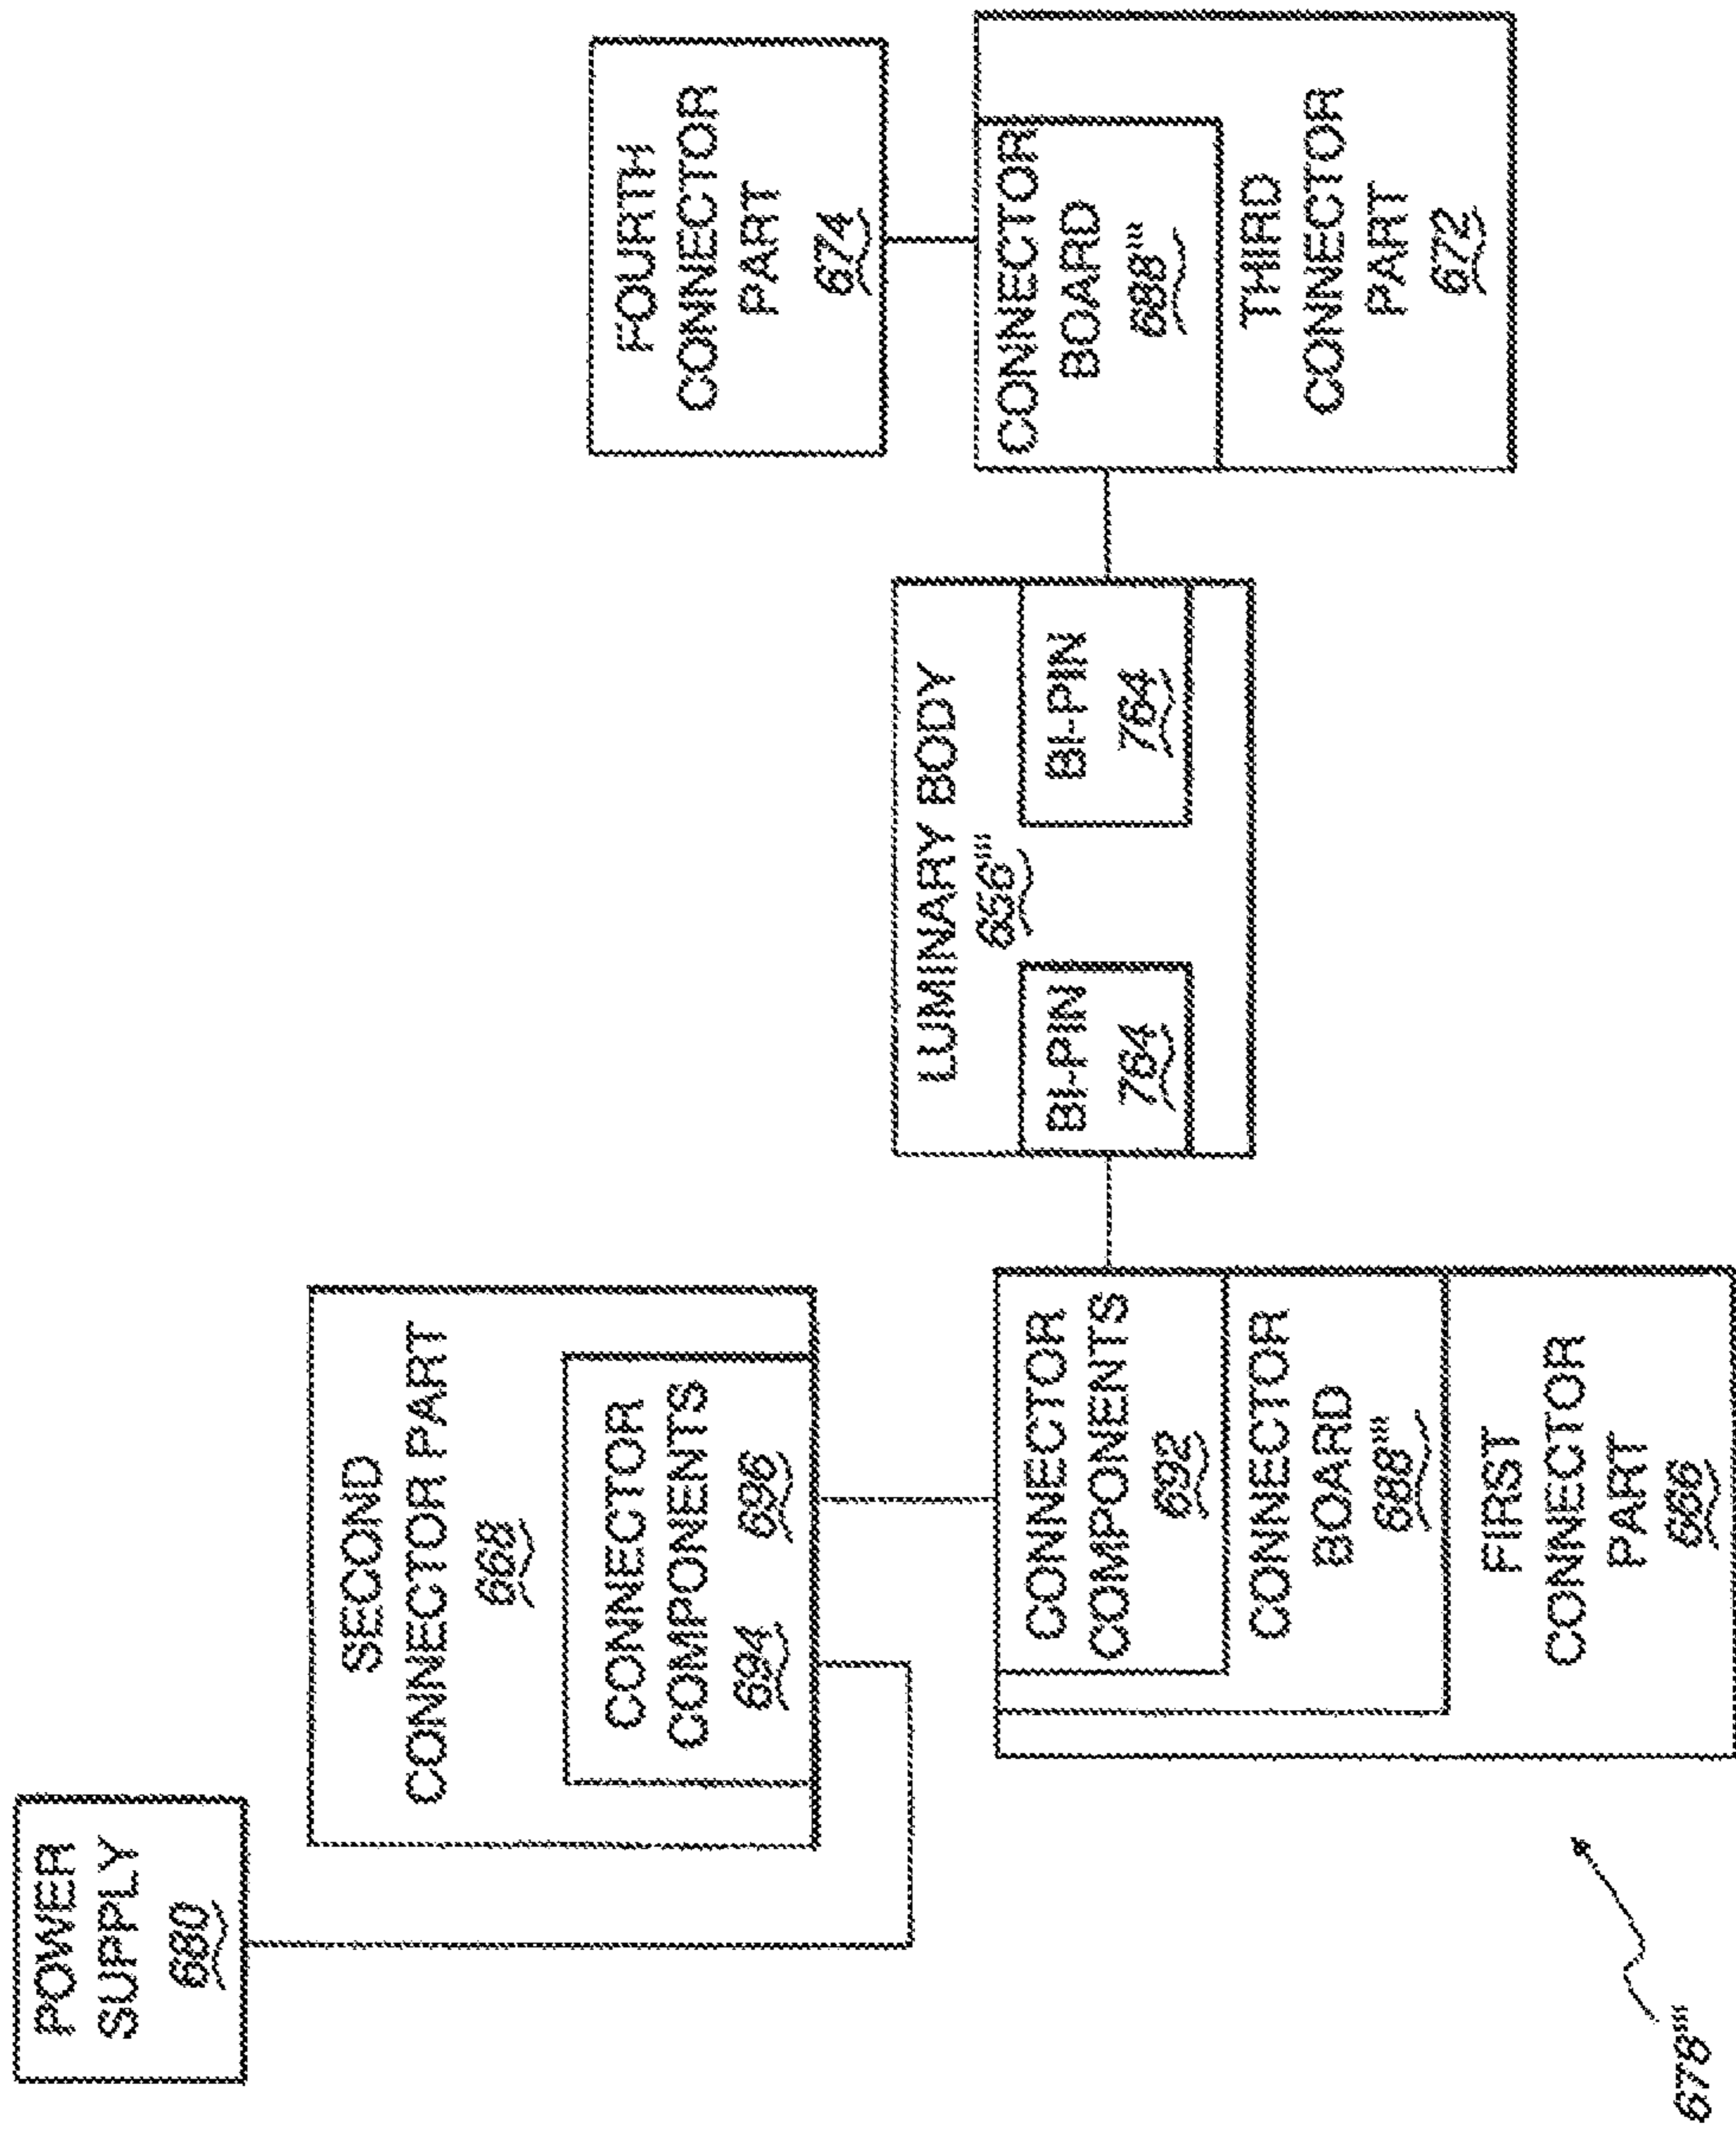 POWER
SUPPLY
680
SECOND
CONNECTOR PART
668
CONNECTOR
COMPONENTS
694 696
CONNECTOR
COMPONENTS
692
CONNECTOR
BOARD
688'''
FIRST
CONNECTOR
PART
666
LUMINARY BODY
656'''
BI-PIN
764
BI-PIN
764
FOURTH
CONNECTOR
PART
674
CONNECTOR
BOARD
688'''
THIRD
CONNECTOR
PART
672
678'''